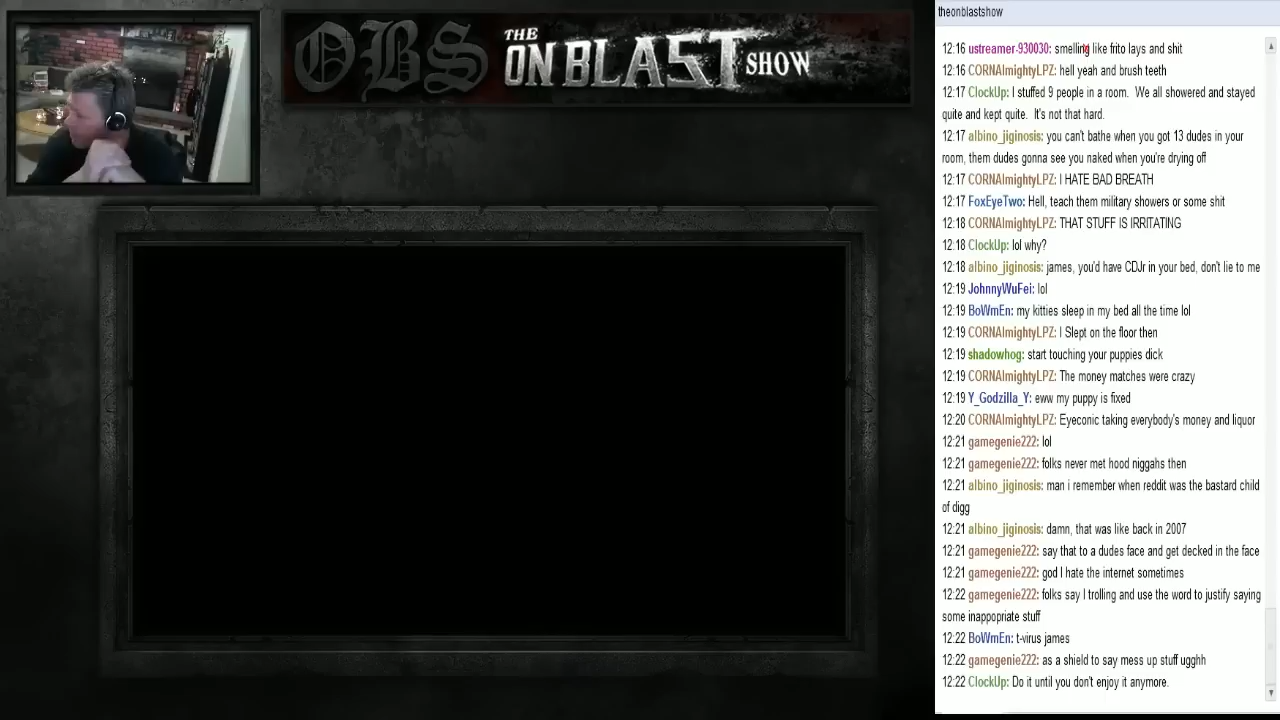 OBS THE ON BLAST SHOW
theonblastshow
12:16 ustreamer-930030: smelling like frito lays and shit
12:16 CORNAlmightyLPZ: hell yeah and brush teeth
12:17 ClockUp: I stuffed 9 people in a room. We all showered and stayed
quite and kept quite. It's not that hard.
12:17 albino_jiginosis: you can't bathe when you got 13 dudes in your
room, them dudes gonna see you naked when you're drying off
12:17 CORNAlmightyLPZ: I HATE BAD BREATH
12:17 FoxEyeTwo: Hell, teach them military showers or some shit
12:18 CORNAlmightyLPZ: THAT STUFF IS IRRITATING
12:18 ClockUp: lol why?
12:18 albino_jiginosis: james, you'd have CDJr in your bed, don't lie to me
12:19 JohnnyWuFei: lol
12:19 BoWmEn: my kitties sleep in my bed all the time lol
12:19 CORNAlmightyLPZ: I Slept on the floor then
12:19 shadowhog: start touching your puppies dick
12:19 CORNAlmightyLPZ: The money matches were crazy
12:19 Y_Godzilla_Y: eww my puppy is fixed
12:20 CORNAlmightyLPZ: Eyeconic taking everybody's money and liquor
12:21 gamegenie222: lol
12:21 gamegenie222: folks never met hood niggahs then
12:21 albino_jiginosis: man i remember when reddit was the bastard child
of digg
12:21 albino_jiginosis: damn, that was like back in 2007
12:21 gamegenie222: say that to a dudes face and get decked in the face
12:21 gamegenie222: god I hate the internet sometimes
12:22 gamegenie222: folks say I trolling and use the word to justify saying
some inappopriate stuff
12:22 BoWmEn: t-virus james
12:22 gamegenie222: as a shield to say mess up stuff ugghh
12:22 ClockUp: Do it until you don't enjoy it anymore.